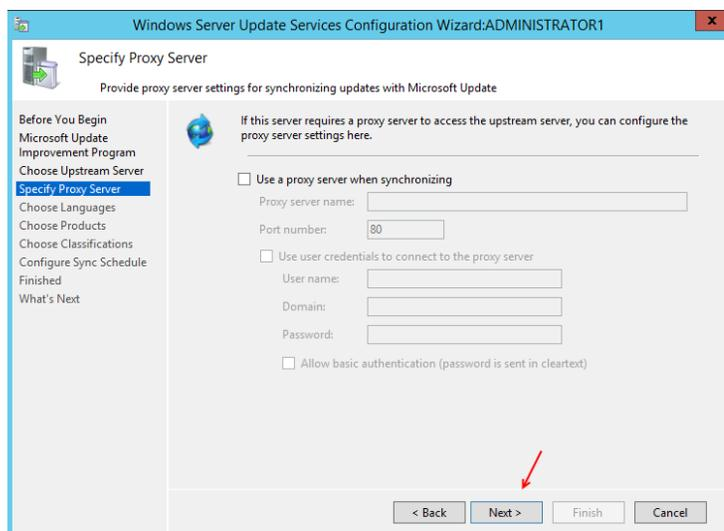 Windows Server Update Services Configuration Wizard:ADMINISTRATOR1
x
Specify Proxy Server
Provide proxy server settings for synchronizing updates with Microsoft Update
Before You Begin
Microsoft Update
Improvement Program
Choose Upstream Server
Specify Proxy Server
Choose Languages
Choose Products
Choose Classifications
Configure Sync Schedule
Finished
What's Next
If this server requires a proxy server to access the upstream server, you can configure the
proxy server settings here.
Use a proxy server when synchronizing
Proxy server name:
Port number: 80
Use user credentials to connect to the proxy server
User name:
Domain:
Password:
Allow basic authentication (password is sent in cleartext)
< Back Next > Finish Cancel